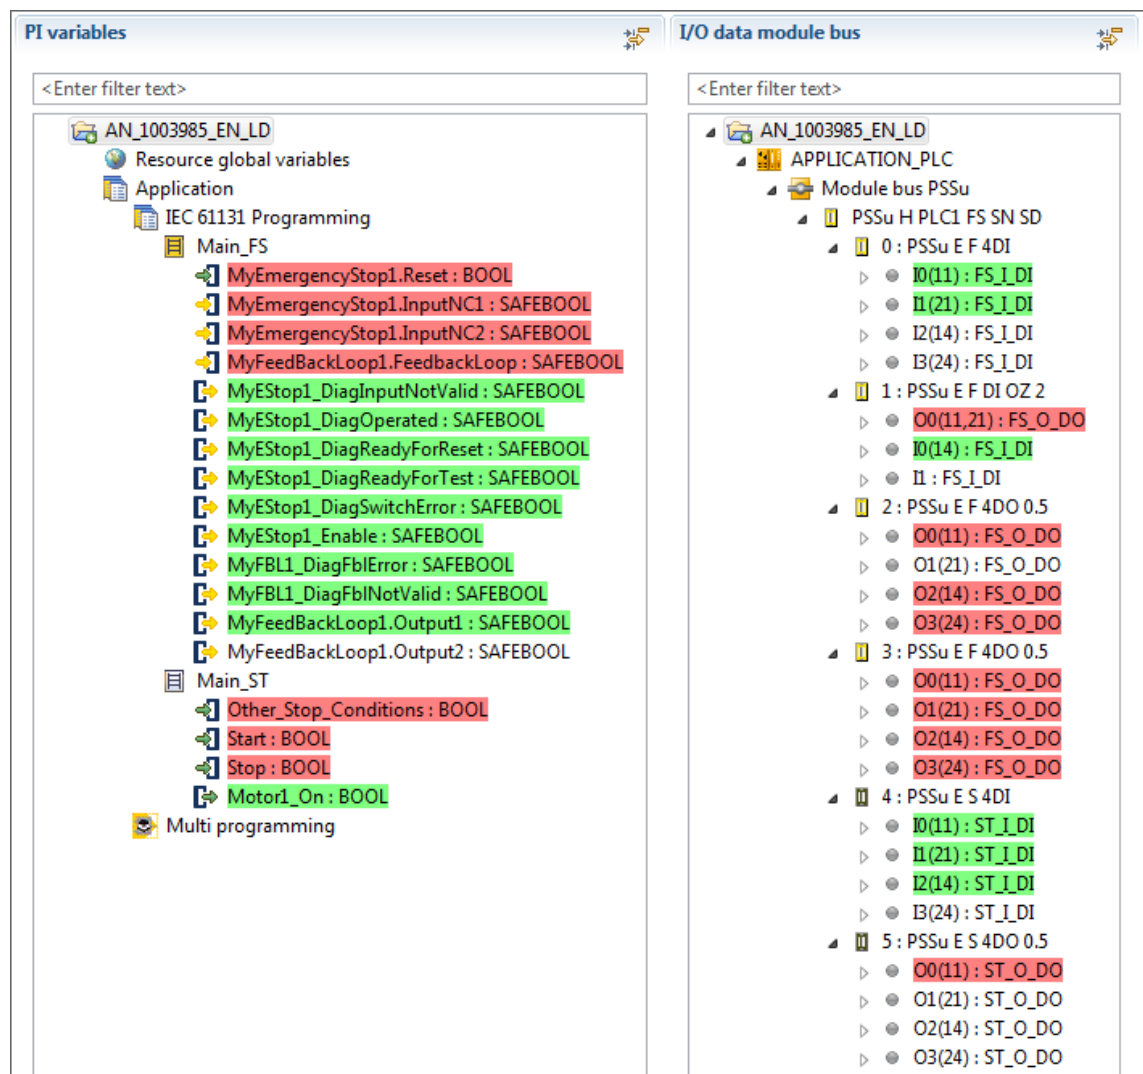 PI variables
<Enter filter text>
AN_1003985_EN_LD
Resource global variables
Application
IEC 61131 Programming
Main_FS
MyEmergencyStop1.Reset : BOOL
MyEmergencyStop1.InputNC1 : SAFEBOOL
MyEmergencyStop1.InputNC2 : SAFEBOOL
MyFeedBackLoop1.FeedbackLoop : SAFEBOOL
MyEStop1_DiagInputNotValid : SAFEBOOL
MyEStop1_DiagOperated : SAFEBOOL
MyEStop1_DiagReadyForReset : SAFEBOOL
MyEStop1_DiagReadyForTest : SAFEBOOL
MyEStop1_DiagSwitchError : SAFEBOOL
MyEStop1_Enable : SAFEBOOL
MyFBL1_DiagFblError : SAFEBOOL
MyFBL1_DiagFblNotValid : SAFEBOOL
MyFeedBackLoop1.Output1 : SAFEBOOL
MyFeedBackLoop1.Output2 : SAFEBOOL
Main_ST
Other_Stop_Conditions : BOOL
Start : BOOL
Stop : BOOL
Motor1_On : BOOL
Multi programming
I/O data module bus
<Enter filter text>
AN_1003985_EN_LD
APPLICATION_PLC
Module bus PSSu
PSSu H PLC1 FS SN SD
0 : PSSu E F 4DI
I0(11) : FS_I_DI
I1(21) : FS_I_DI
I2(14) : FS_I_DI
I3(24) : FS_I_DI
1 : PSSu E F DI OZ 2
O0(11,21) : FS_O_DO
I0(14) : FS_I_DI
I1 : FS_I_DI
2 : PSSu E F 4DO 0.5
O0(11) : FS_O_DO
O1(21) : FS_O_DO
O2(14) : FS_O_DO
O3(24) : FS_O_DO
3 : PSSu E F 4DO 0.5
O0(11) : FS_O_DO
O1(21) : FS_O_DO
O2(14) : FS_O_DO
O3(24) : FS_O_DO
4 : PSSu E S 4DI
I0(11) : ST_I_DI
I1(21) : ST_I_DI
I2(14) : ST_I_DI
I3(24) : ST_I_DI
5 : PSSu E S 4DO 0.5
O0(11) : ST_O_DO
O1(21) : ST_O_DO
O2(14) : ST_O_DO
O3(24) : ST_O_DO